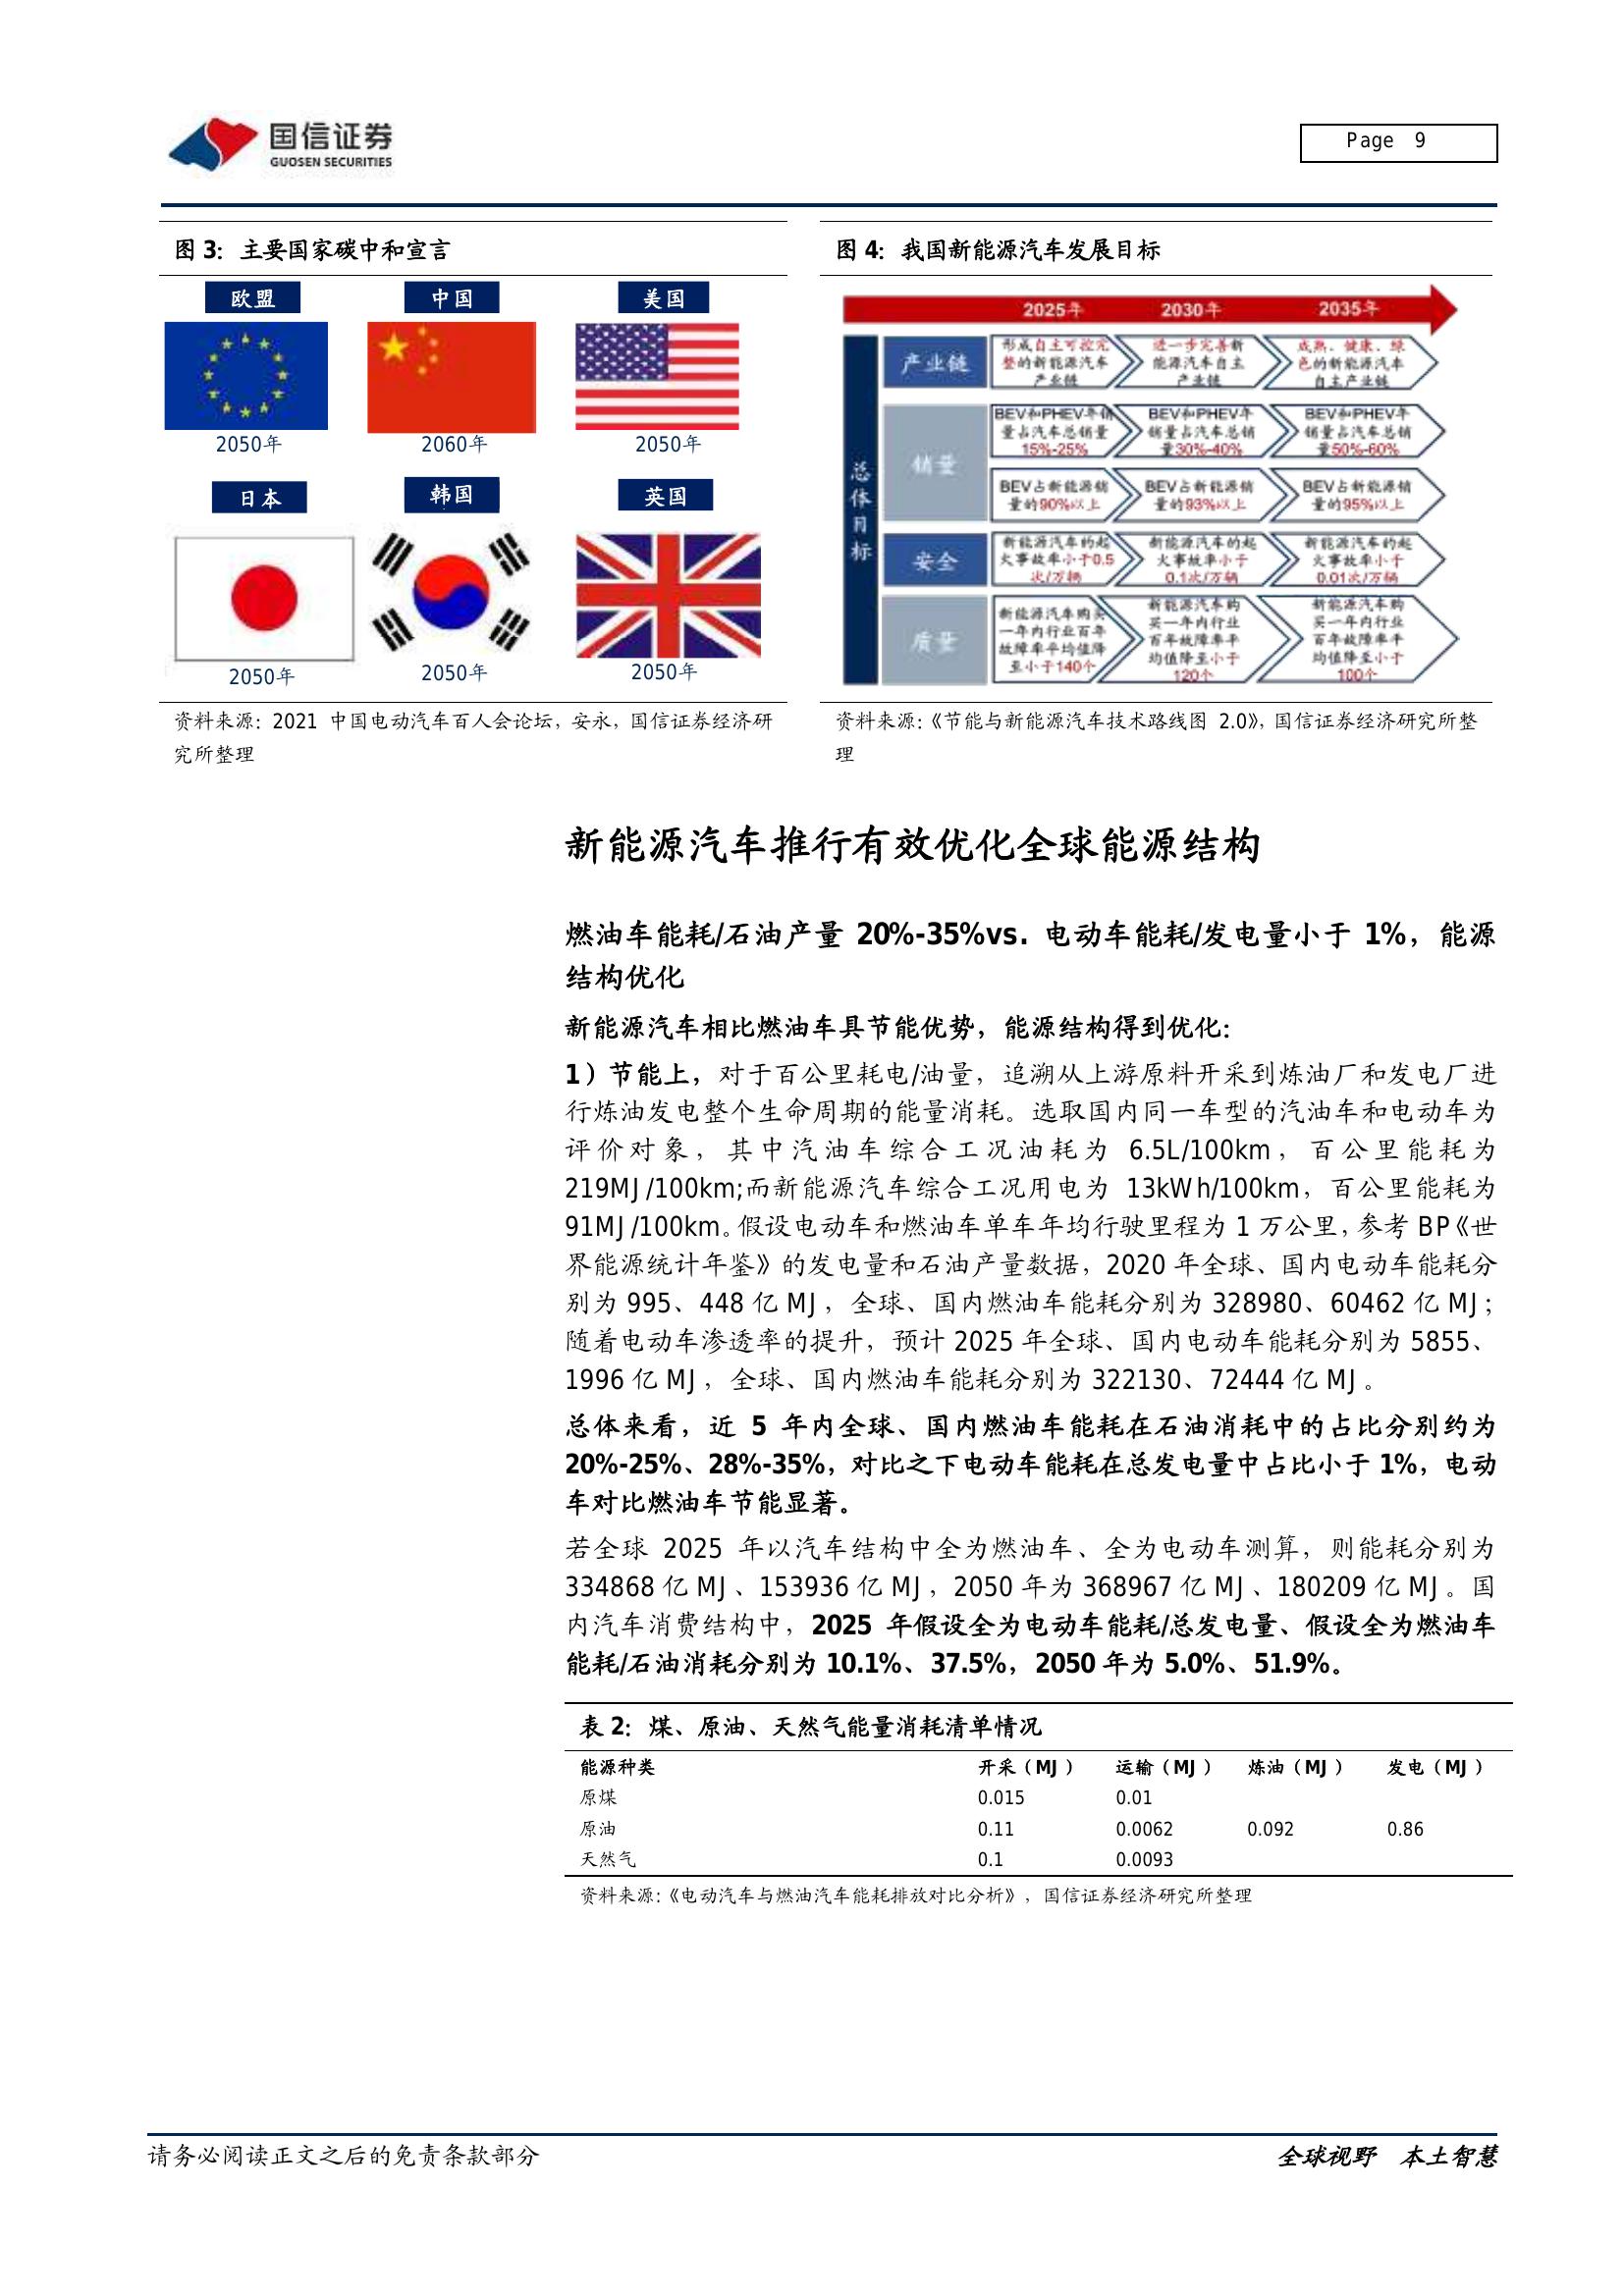 国信证券
GUOSEN SECURITIES
Page 9
图 3：主要国家碳中和宣言
欧盟 中国 美国
2050年 2060年 2050年
日本 韩国 英国
2050年 2050年 2050年
资料来源：2021 中国电动汽车百人会论坛，安永，国信证券经济研
究所整理
图 4：我国新能源汽车发展目标
2025年 2030年 2035年
总体目标
产业链
形成自主可控完
整的新能源汽车
产业链
进一步完善新
能源汽车自主
产业链
成熟、健康、绿
色的新能源汽车
自主产业链
销量
BEV和PHEV年销
量占汽车总销量
15%-25%
BEV和PHEV年
销量占汽车总销
量30%-40%
BEV和PHEV年
销量占汽车总销
量50%-60%
BEV占新能源销
量的90%以上
BEV占新能源销
量的93%以上
BEV占新能源销
量的95%以上
安全
新能源汽车的起
火事故率小于0.5
次/万辆
新能源汽车的起
火事故率小于
0.1次/万辆
新能源汽车的起
火事故率小于
0.01次/万辆
质量
新能源汽车购买
一年内行业百年
故障率平均值降
至小于140个
新能源汽车购
买一年内行业
百年故障率平
均值降至小于
120个
新能源汽车购
买一年内行业
百年故障率平
均值降至小于
100个
资料来源：《节能与新能源汽车技术路线图 2.0》，国信证券经济研究所整
理
新能源汽车推行有效优化全球能源结构
燃油车能耗/石油产量 20%-35%vs. 电动车能耗/发电量小于 1%，能源
结构优化
新能源汽车相比燃油车具节能优势，能源结构得到优化：
1）节能上，对于百公里耗电/油量，追溯从上游原料开采到炼油厂和发电厂进
行炼油发电整个生命周期的能量消耗。选取国内同一车型的汽油车和电动车为
评价对象，其中汽油车综合工况油耗为 6.5L/100km，百公里能耗为
219MJ/100km;而新能源汽车综合工况用电为 13kWh/100km，百公里能耗为
91MJ/100km。假设电动车和燃油车单车年均行驶里程为 1 万公里，参考 BP《世
界能源统计年鉴》的发电量和石油产量数据，2020 年全球、国内电动车能耗分
别为 995、448 亿 MJ，全球、国内燃油车能耗分别为 328980、60462 亿 MJ；
随着电动车渗透率的提升，预计 2025 年全球、国内电动车能耗分别为 5855、
1996 亿 MJ，全球、国内燃油车能耗分别为 322130、72444 亿 MJ。
总体来看，近 5 年内全球、国内燃油车能耗在石油消耗中的占比分别约为
20%-25%、28%-35%，对比之下电动车能耗在总发电量中占比小于 1%，电动
车对比燃油车节能显著。
若全球 2025 年以汽车结构中全为燃油车、全为电动车测算，则能耗分别为
334868 亿 MJ、153936 亿 MJ，2050 年为 368967 亿 MJ、180209 亿 MJ。国
内汽车消费结构中，2025 年假设全为电动车能耗/总发电量、假设全为燃油车
能耗/石油消耗分别为 10.1%、37.5%，2050 年为 5.0%、51.9%。
表 2：煤、原油、天然气能量消耗清单情况
能源种类 开采（MJ） 运输（MJ） 炼油（MJ） 发电（MJ）
原煤 0.015 0.01
原油 0.11 0.0062 0.092 0.86
天然气 0.1 0.0093
资料来源：《电动汽车与燃油汽车能耗排放对比分析》，国信证券经济研究所整理
请务必阅读正文之后的免责条款部分
全球视野 本土智慧